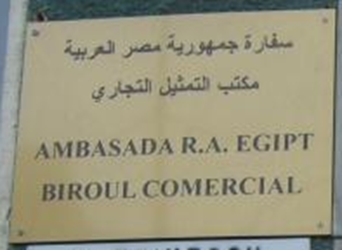 سفارة جمهورية مصر العربية
مكتب التمثيل التجاري
AMBASADA R.A. EGIPT
BIROUL COMERCIAL